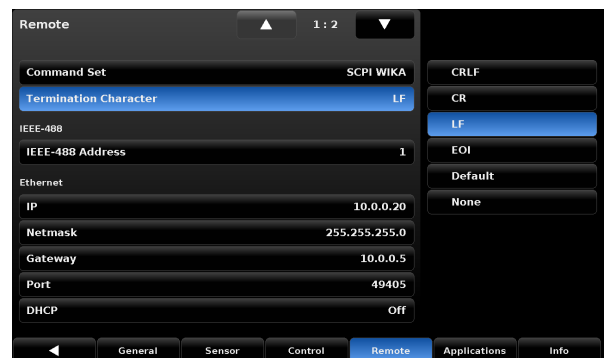 Remote 1:2
Command Set SCPI WIKA
Termination Character LF
IEEE-488
IEEE-488 Address 1
Ethernet
IP 10.0.0.20
Netmask 255.255.255.0
Gateway 10.0.0.5
Port 49405
DHCP Off
CRLF
CR
LF
EOI
Default
None
General Sensor Control Remote Applications Info